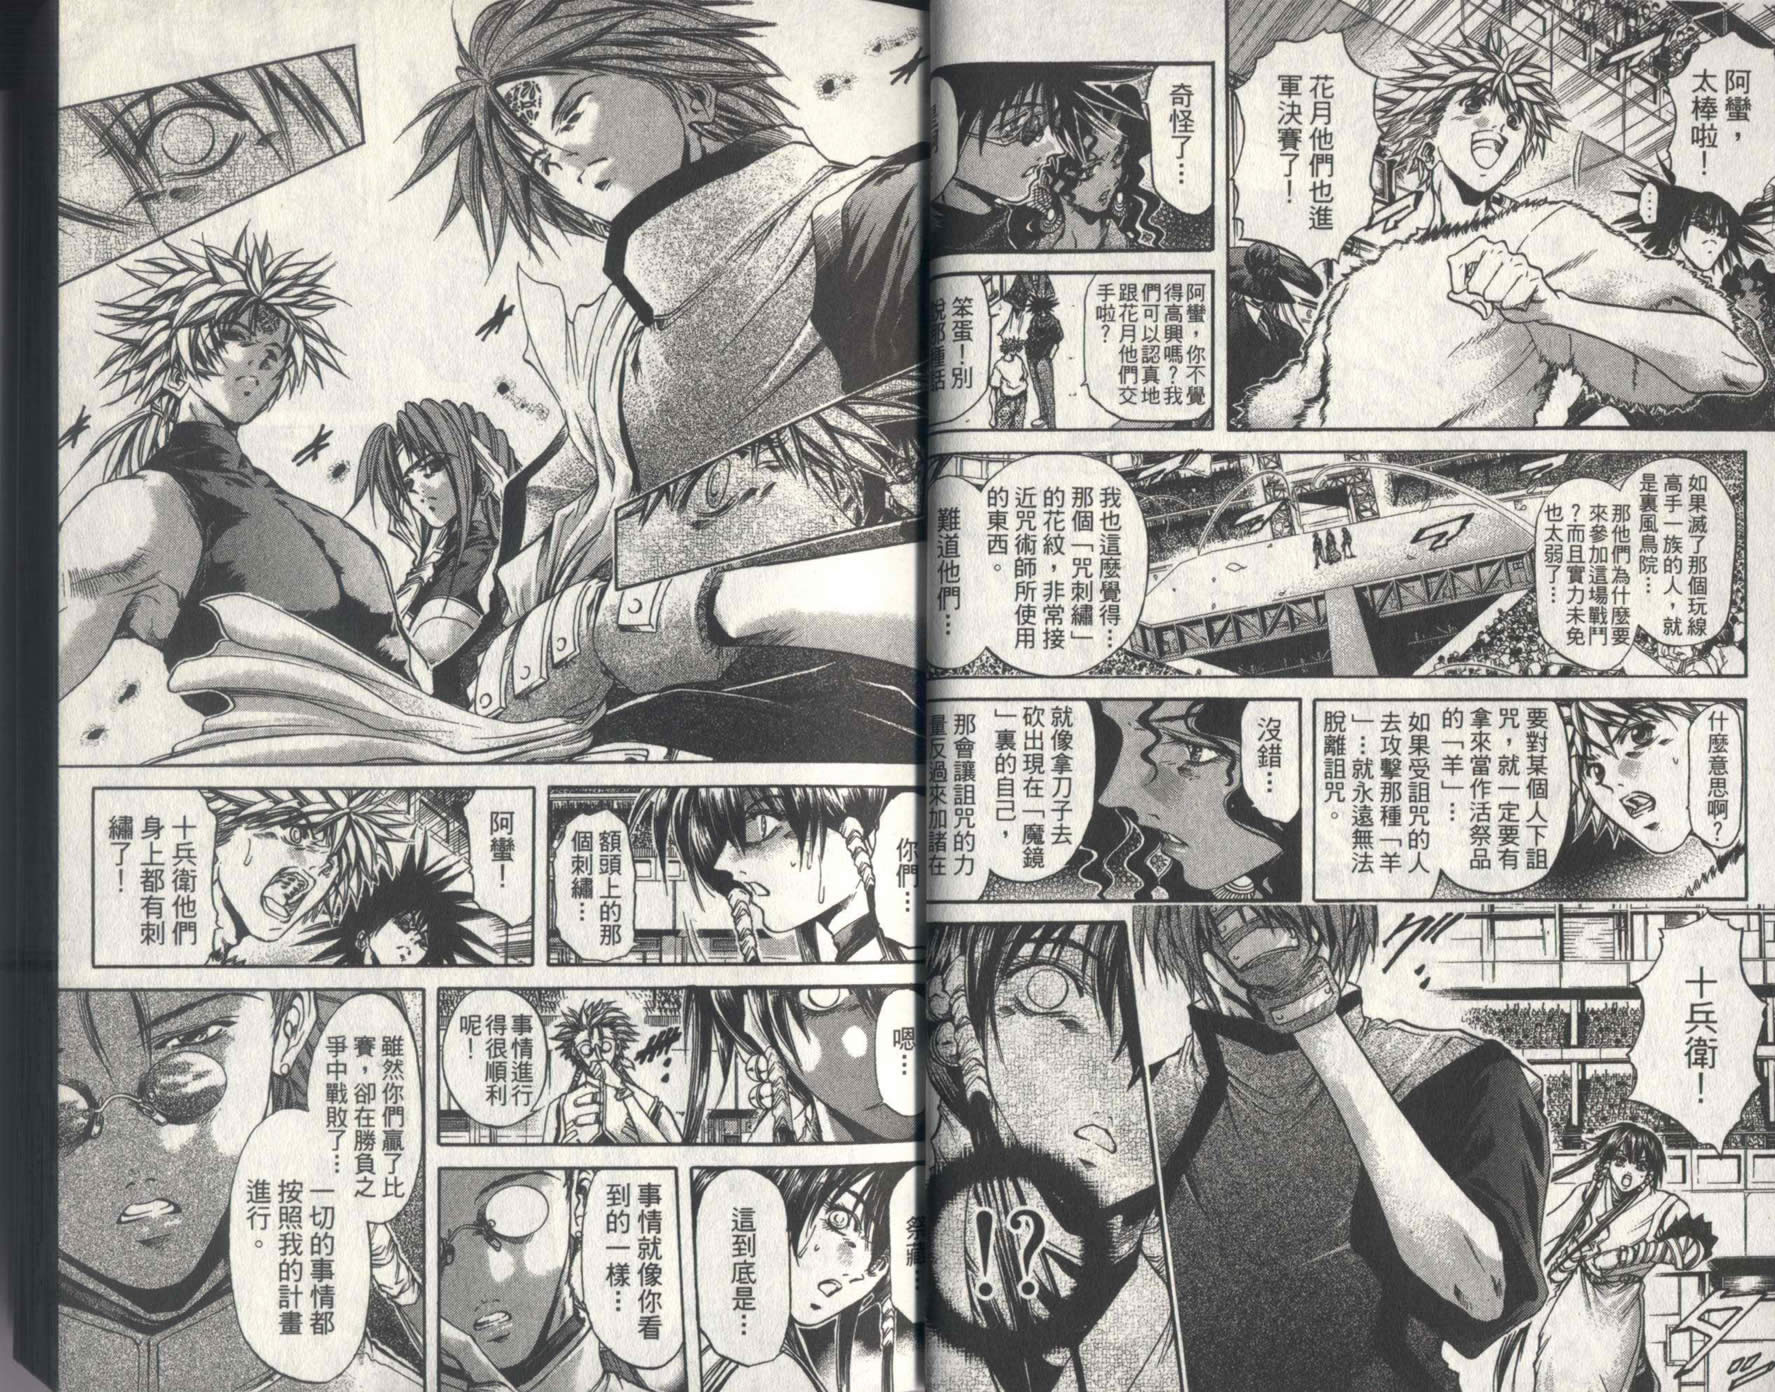 阿蠻，
太棒啦！
花月他們也進
軍決賽了！
…
奇怪了…
阿蠻，你不覺
得高興嗎？我
們可以認真地
跟花月他們交
手啦？
笨蛋！別
說那種話
如果滅了那個玩線
高手一族的人，就
是裏風鳥院…
那他們為什麼要
來參加這場戰鬥
？而且實力未免
也太弱了…
我也這麼覺得…
那個「咒刺繡」
的花紋，非常接
近咒術師所使用
的東西。
難道他們…
什麼意思啊？
要對某個人下詛
咒，就一定要有
拿來當作活祭品
的「羊」…
如果受詛咒的人
去攻擊那種「羊
」…就永遠無法
脫離詛咒。
沒錯…
就像拿刀子去
砍出現在「魔鏡
」裏的自己，
那會讓詛咒的力
量反過來加諸在
十兵衛！
!?
你們…
額頭上的那
個刺繡…
阿蠻！
十兵衛他們
身上都有刺
繡了！
嗯…
事情進行
得很順利
呢！
祭藏…
這到底是…
事情就像你看
到的一樣…
雖然你們贏了比
賽，卻在勝負之
爭中戰敗了…
一切的事情都
按照我的計畫
進行。